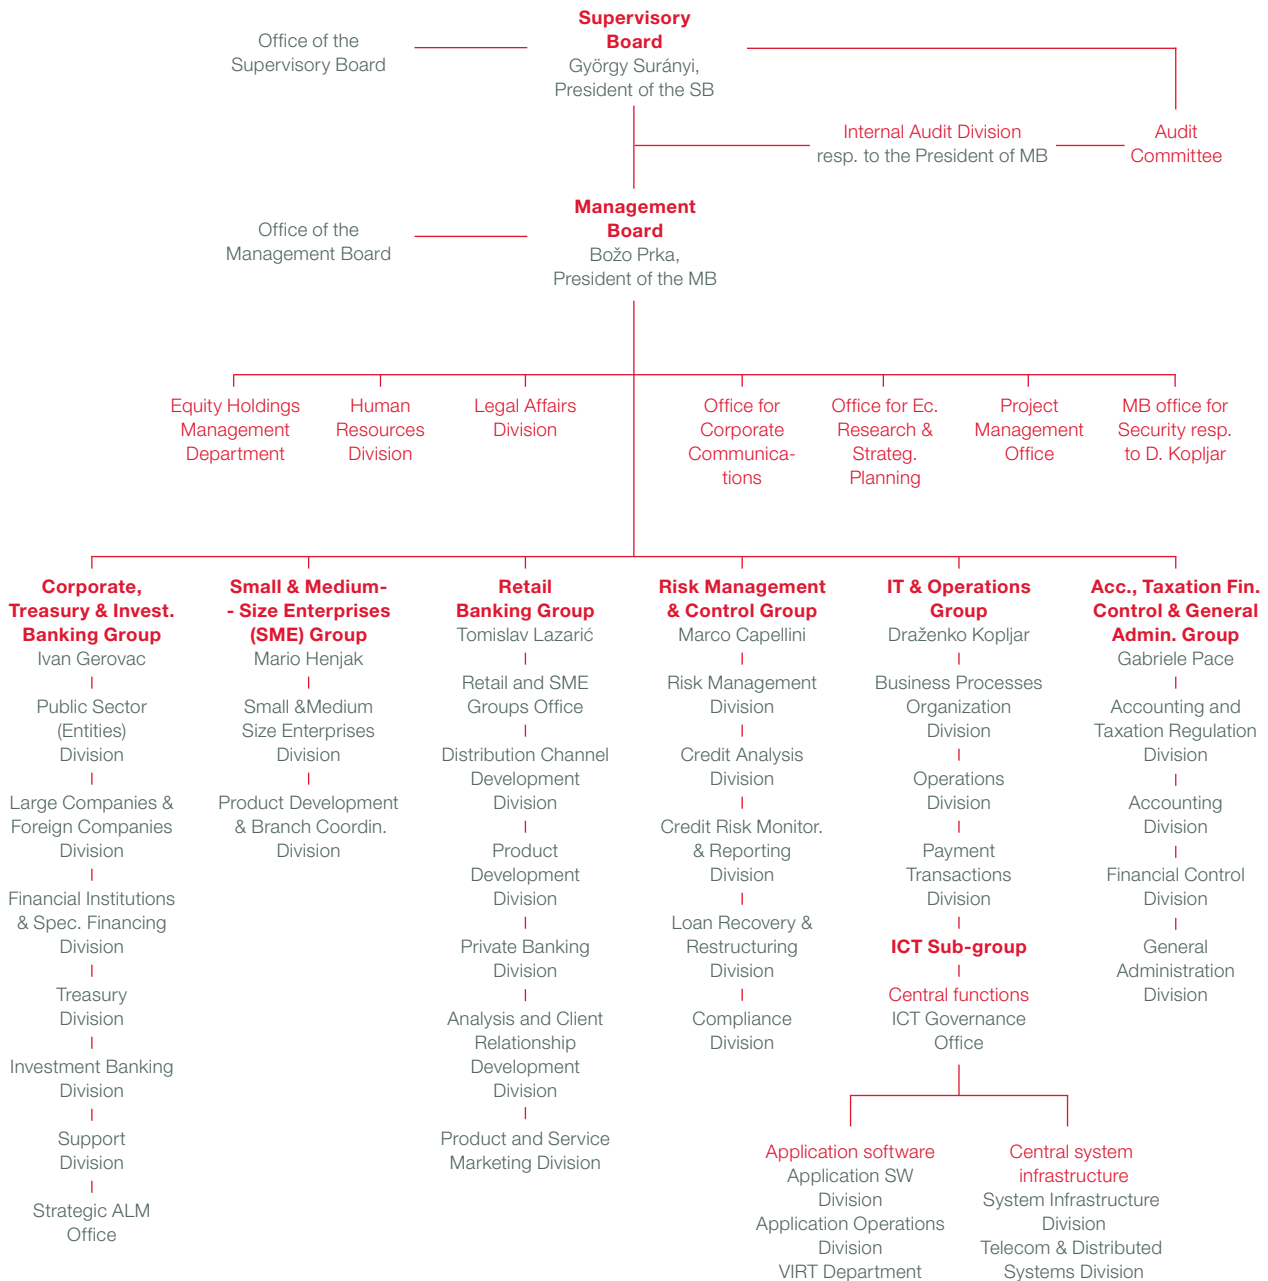 Supervisory
Board
György Surányi,
President of the SB
Office of the
Supervisory Board
Internal Audit Division
resp. to the President of MB
Audit
Committee
Management
Board
Božo Prka,
President of the MB
Office of the
Management Board
Equity Holdings
Management
Department
Human
Resources
Division
Legal Affairs
Division
Office for
Corporate
Communica-
tions
Office for Ec.
Research &
Strateg.
Planning
Project
Management
Office
MB office for
Security resp.
to D. Kopljar
Corporate,
Treasury & Invest.
Banking Group
Ivan Gerovac
Public Sector
(Entities)
Division
Large Companies &
Foreign Companies
Division
Financial Institutions
& Spec. Financing
Division
Treasury
Division
Investment Banking
Division
Support
Division
Strategic ALM
Office
Small & Medium-
- Size Enterprises
(SME) Group
Mario Henjak
Small &Medium
Size Enterprises
Division
Product Development
& Branch Coordin.
Division
Retail
Banking Group
Tomislav Lazarić
Retail and SME
Groups Office
Distribution Channel
Development
Division
Product
Development
Division
Private Banking
Division
Analysis and Client
Relationship
Development
Division
Product and Service
Marketing Division
Risk Management
& Control Group
Marco Capellini
Risk Management
Division
Credit Analysis
Division
Credit Risk Monitor.
& Reporting
Division
Loan Recovery &
Restructuring
Division
Compliance
Division
IT & Operations
Group
Draženko Kopljar
Business Processes
Organization
Division
Operations
Division
Payment
Transactions
Division
ICT Sub-group
Central functions
ICT Governance
Office
Application software
Application SW
Division
Application Operations
Division
VIRT Department
Central system
infrastructure
System Infrastructure
Division
Telecom & Distributed
Systems Division
Acc., Taxation Fin.
Control & General
Admin. Group
Gabriele Pace
Accounting and
Taxation Regulation
Division
Accounting
Division
Financial Control
Division
General
Administration
Division